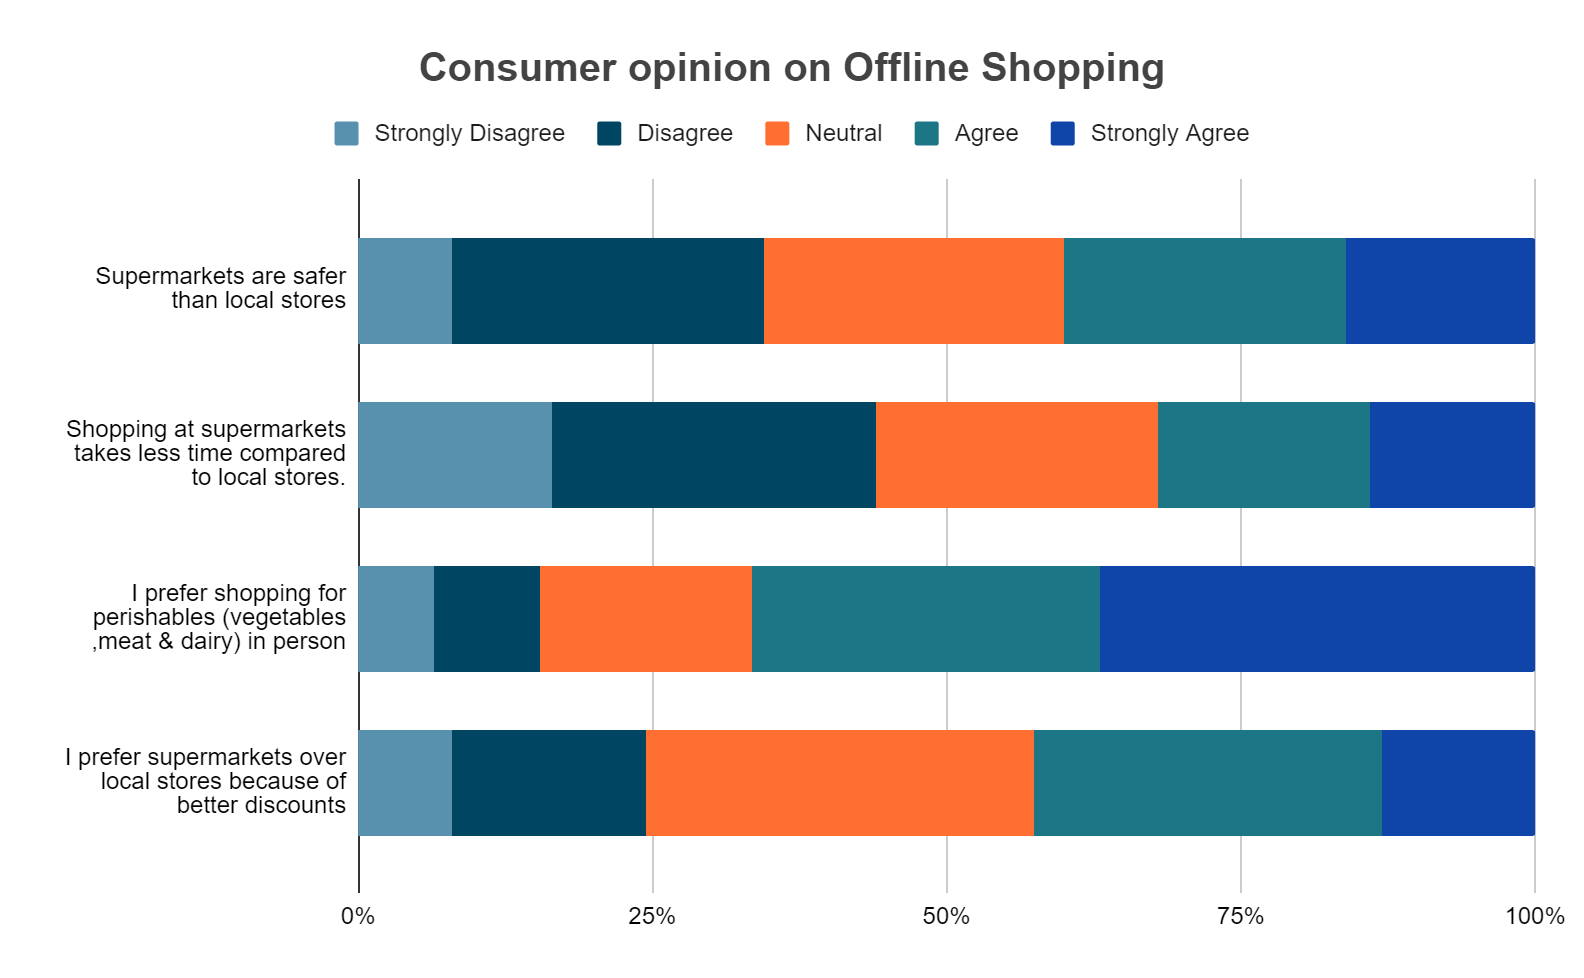 Consumer opinion on Offline Shopping
Strongly Disagree
Disagree
Neutral
Agree
Strongly Agree
Supermarkets are safer
than local stores
Shopping at supermarkets
takes less time compared
to local stores.
I prefer shopping for
perishables (vegetables
,meat & dairy) in person
I prefer supermarkets over
local stores because of
better discounts
0%
25%
50%
75%
100%